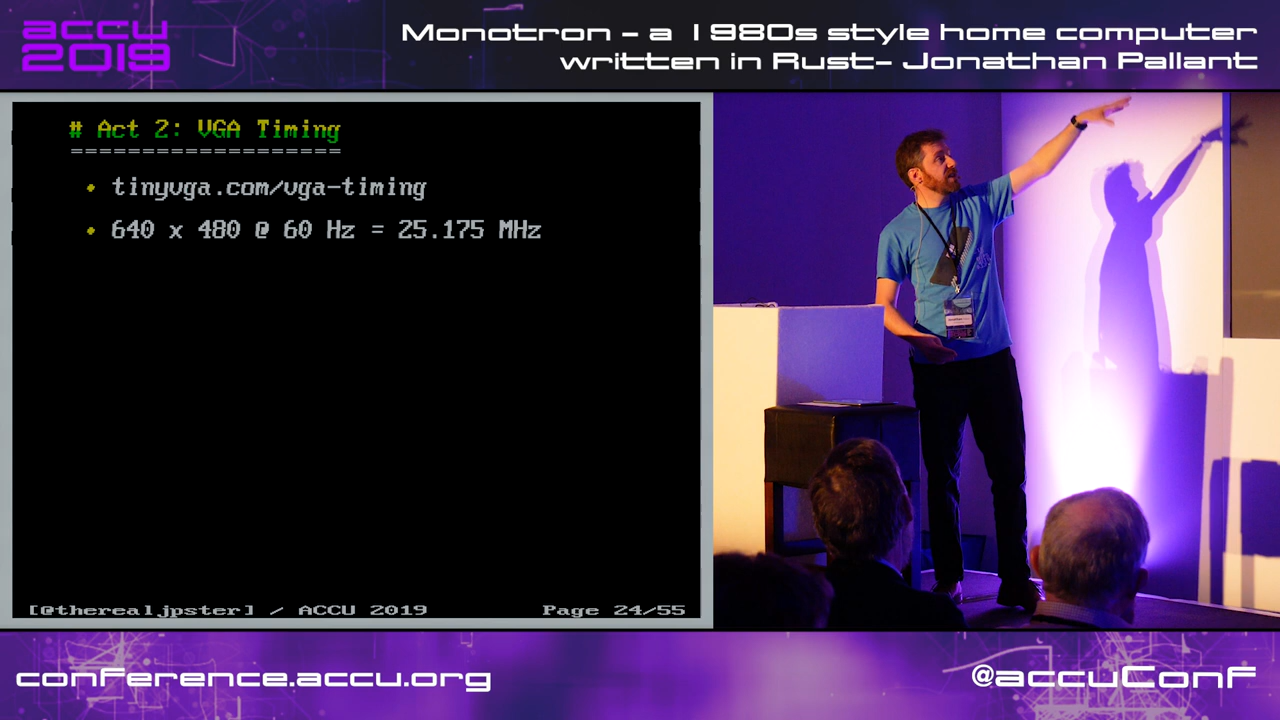 accu
2019
Monotron - a 1980s style home computer
written in Rust- Jonathan Pallant
# Act 2: VGA Timing
===================
• tinyvga.com/vga-timing
• 640 x 480 @ 60 Hz = 25.175 MHz
[@therealjpster] / ACCU 2019
Page 24/55
conference.accu.org
@accuConf